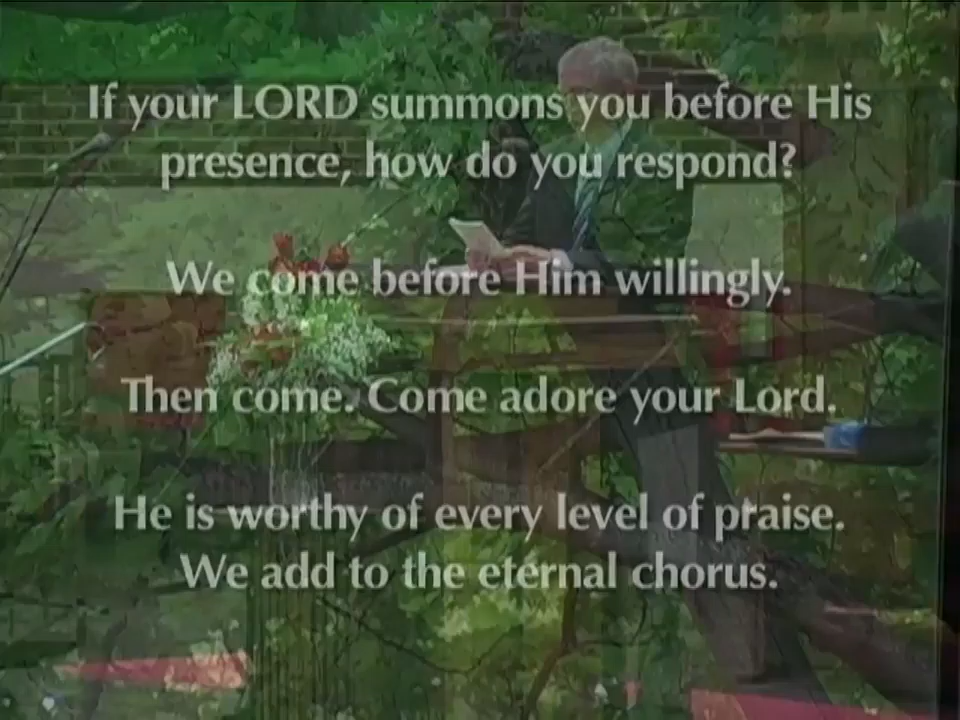 If your LORD summons you before His
presence, how do you respond?
We come before Him willingly.
Then come. Come adore your Lord.
He is worthy of every level of praise.
We add to the eternal chorus.